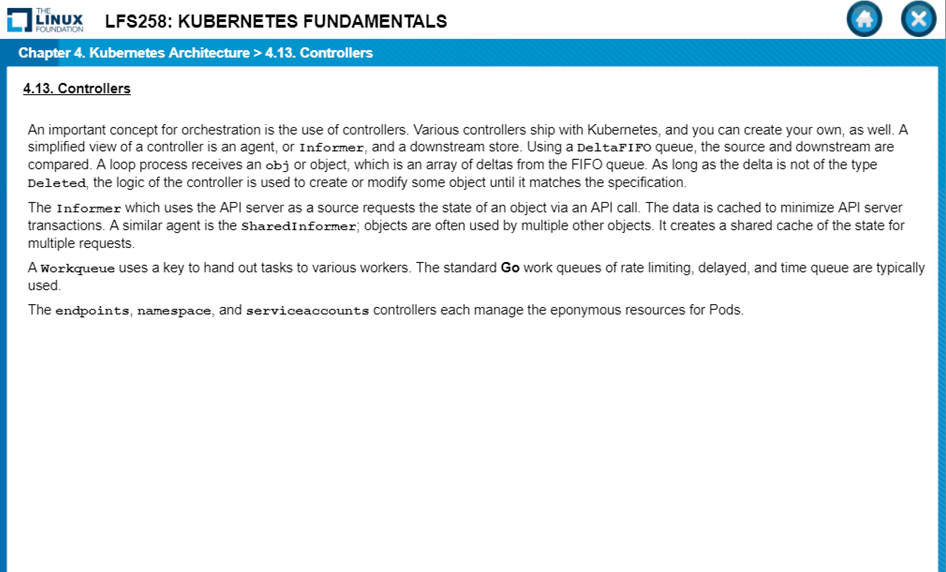 THE
LINUX
FOUNDATION
LFS258: KUBERNETES FUNDAMENTALS
Chapter 4. Kubernetes Architecture > 4.13. Controllers
4.13. Controllers
An important concept for orchestration is the use of controllers. Various controllers ship with Kubernetes, and you can create your own, as well. A
simplified view of a controller is an agent, or Informer, and a downstream store. Using a DeltaFIFO queue, the source and downstream are
compared. A loop process receives an obj or object, which is an array of deltas from the FIFO queue. As long as the delta is not of the type
Deleted, the logic of the controller is used to create or modify some object until it matches the specification.
The Informer which uses the API server as a source requests the state of an object via an API call. The data is cached to minimize API server
transactions. A similar agent is the SharedInformer; objects are often used by multiple other objects. It creates a shared cache of the state for
multiple requests.
A Workqueue uses a key to hand out tasks to various workers. The standard Go work queues of rate limiting, delayed, and time queue are typically
used.
The endpoints, namespace, and serviceaccounts controllers each manage the eponymous resources for Pods.